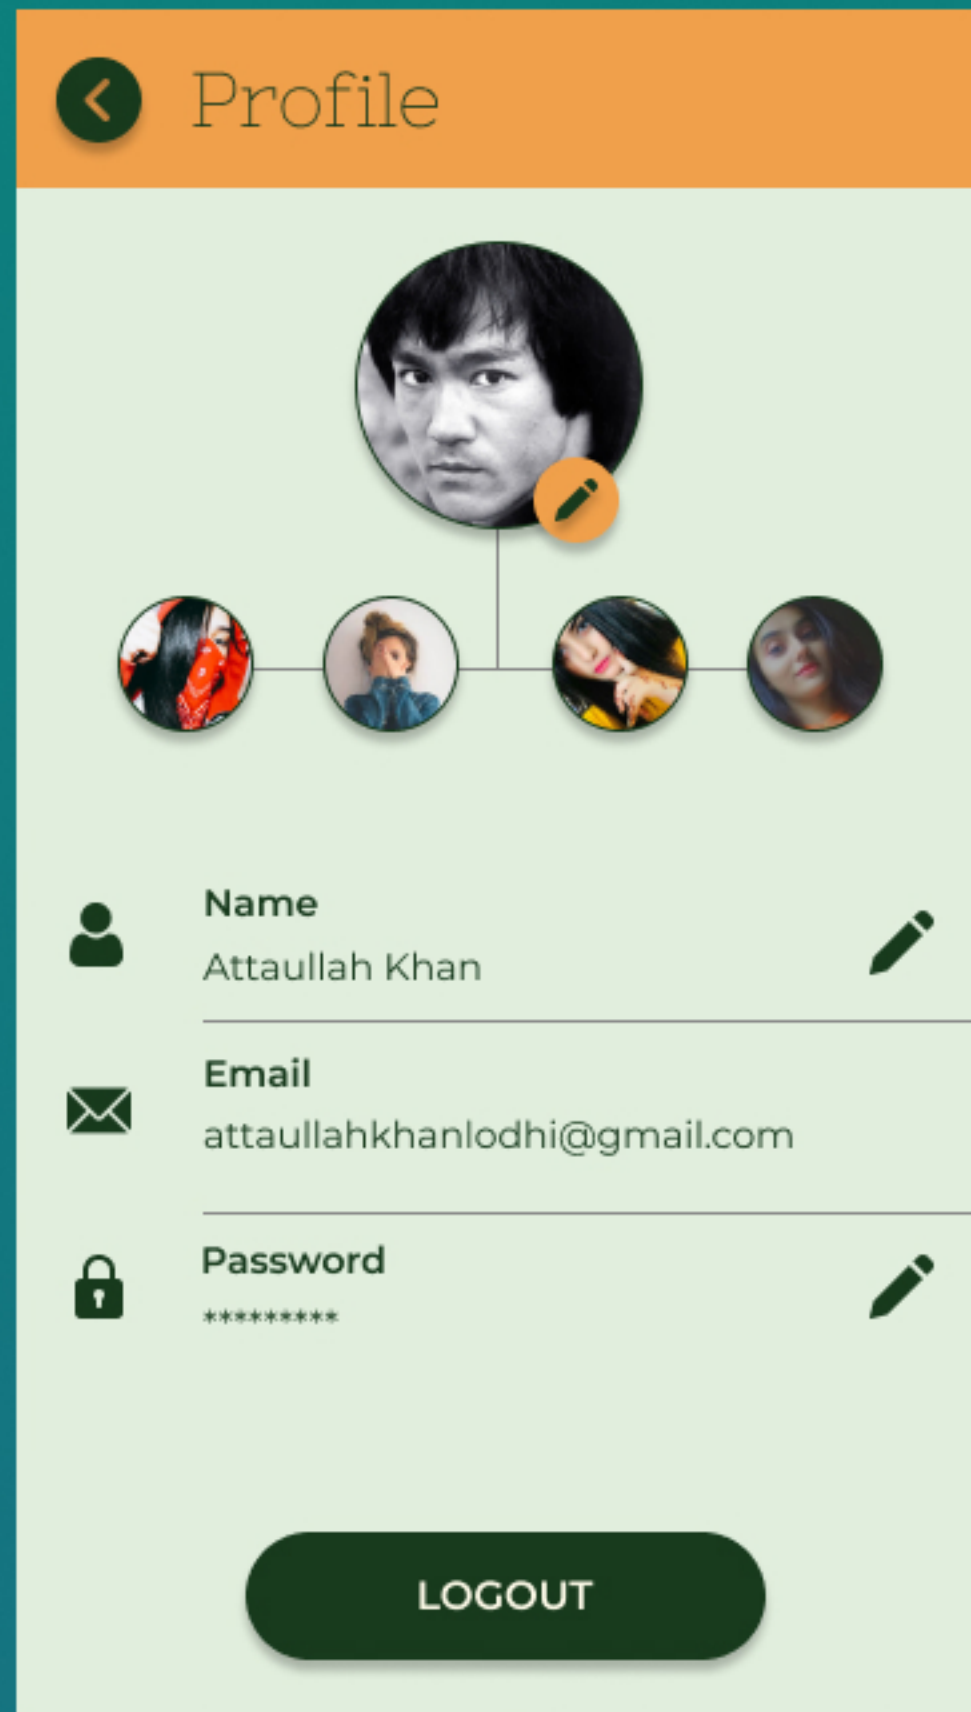 Profile
Name
Attaullah Khan
Email
attaullahkhanlodhi@gmail.com
Password
*********
LOGOUT